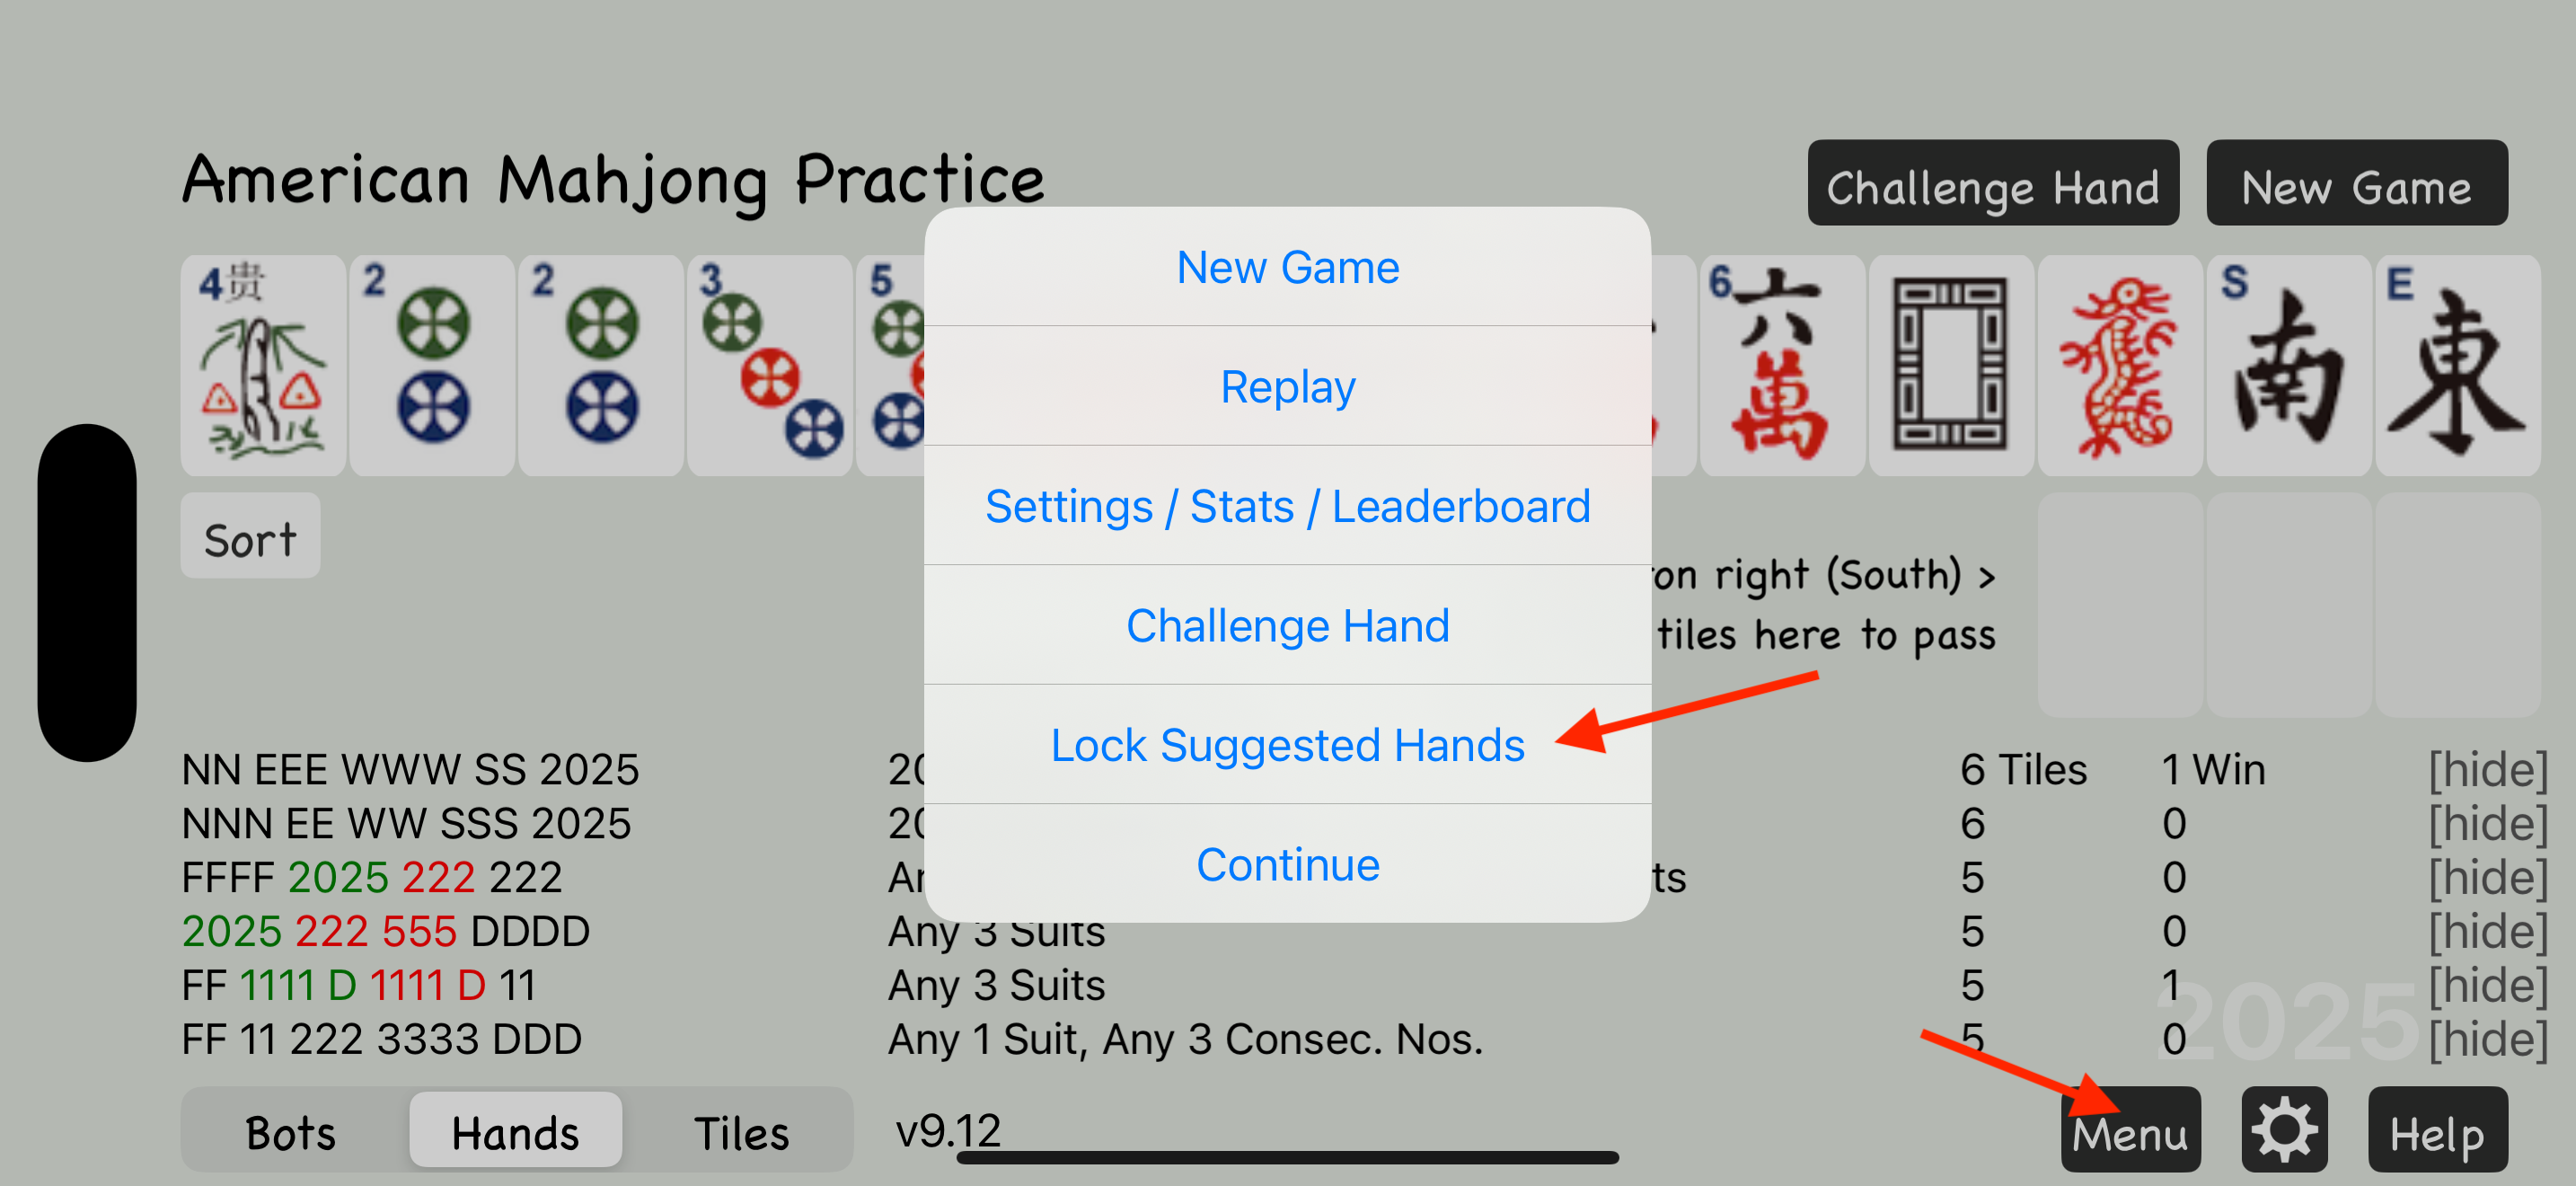 American Mahjong Practice
Challenge Hand
New Game
4 贵
2
2
3
5
6 六萬
S 南
E 東
Sort
New Game
Replay
Settings / Stats / Leaderboard
Challenge Hand
Lock Suggested Hands
Continue
on right (South) >
tiles here to pass
NN EEE WWW SS 2025 6 Tiles 1 Win [hide]
NNN EE WW SSS 2025 6 0 [hide]
FFFF 2025 222 222 5 0 [hide]
2025 222 555 DDDD Any 3 Suits 5 0 [hide]
FF 1111 D 1111 D 11 Any 3 Suits 5 1 [hide]
FF 11 222 3333 DDD Any 1 Suit, Any 3 Consec. Nos. 5 0 [hide]
2025
Bots Hands Tiles v9.12 Menu Help